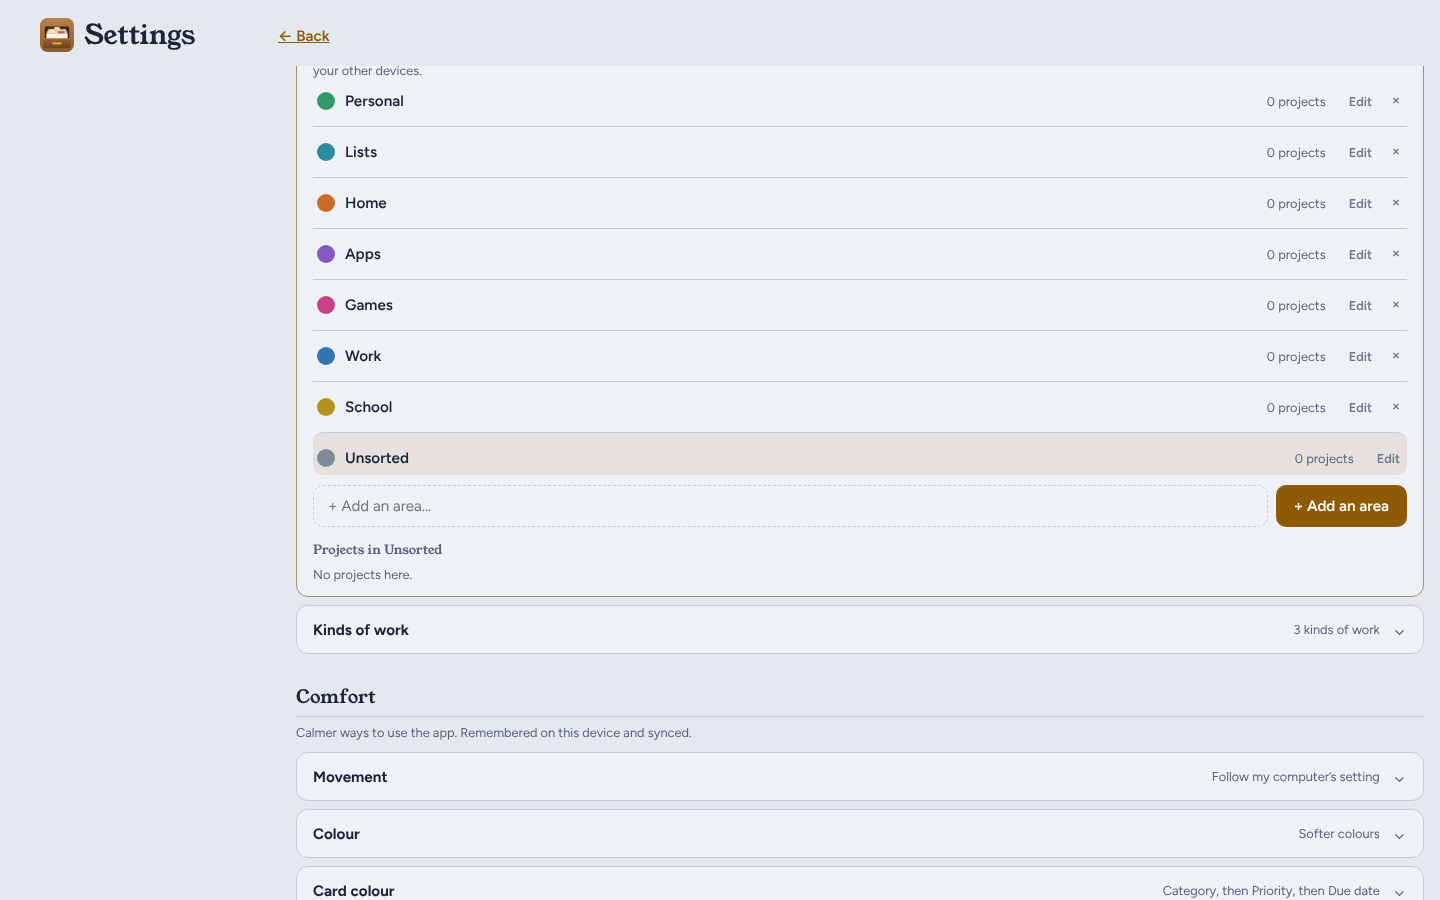 Settings
← Back
your other devices.
Personal 0 projects Edit ×
Lists 0 projects Edit ×
Home 0 projects Edit ×
Apps 0 projects Edit ×
Games 0 projects Edit ×
Work 0 projects Edit ×
School 0 projects Edit ×
Unsorted 0 projects Edit
+ Add an area... + Add an area
Projects in Unsorted
No projects here.
Kinds of work 3 kinds of work
Comfort
Calmer ways to use the app. Remembered on this device and synced.
Movement Follow my computer's setting
Colour Softer colours
Card colour Category, then Priority, then Due date